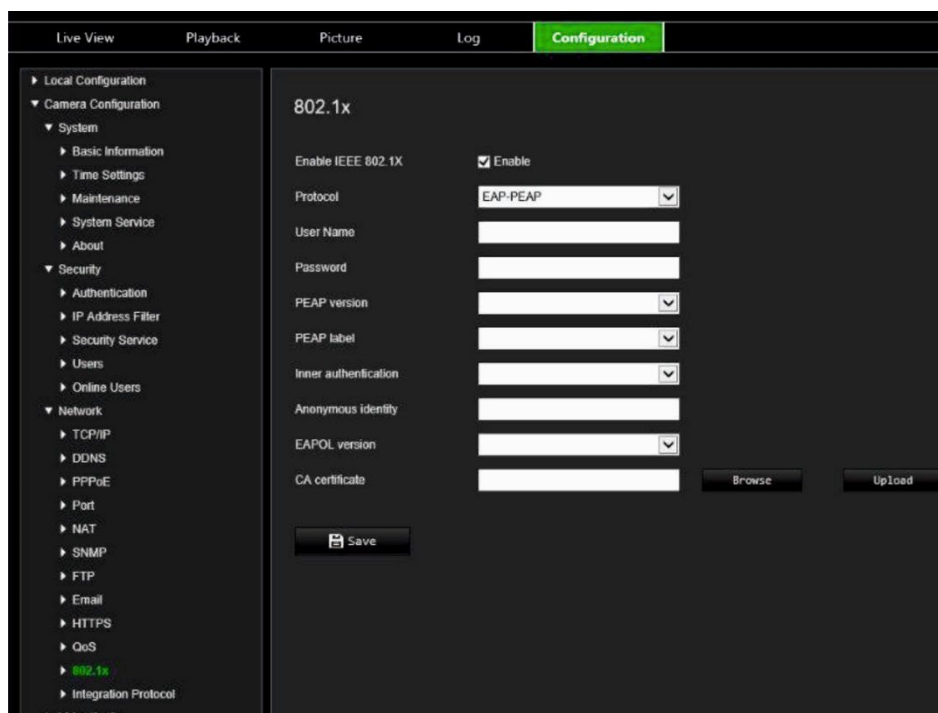 Live View Playback Picture Log Configuration
Local Configuration
Camera Configuration
System
Basic Information
Time Settings
Maintenance
System Service
About
Security
Authentication
IP Address Filter
Security Service
Users
Online Users
Network
TCP/IP
DDNS
PPPoE
Port
NAT
SNMP
FTP
Email
HTTPS
QoS
802.1x
Integration Protocol
802.1x
Enable IEEE 802.1X Enable
Protocol EAP-PEAP
User Name
Password
PEAP version
PEAP label
Inner authentication
Anonymous identity
EAPOL version
CA certificate Browse Upload
Save